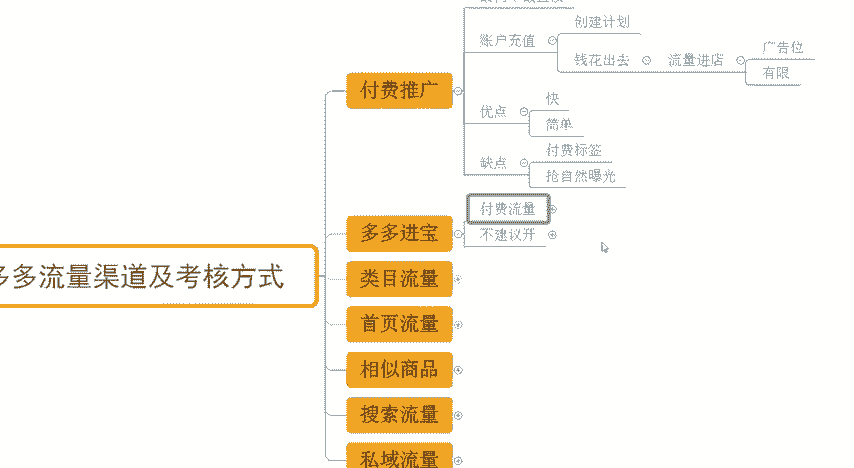 账户充值
创建计划
钱花出去
流量进店
广告位
有限
付费推广
优点
快
简单
缺点
付费标签
抢自然曝光
多多进宝
付费流量
不建议开
多多流量渠道及考核方式
类目流量
首页流量
相似商品
搜索流量
私域流量